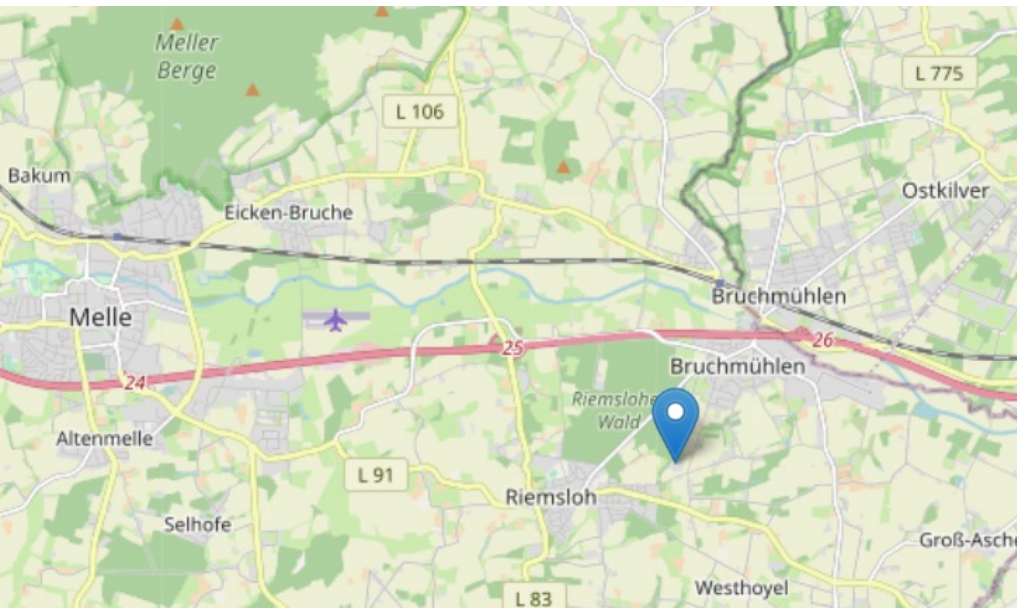 Meller
Berge
L 775
L 106
Bakum
Ostkilver
Eicken-Bruche
Bruchmühlen
Melle
25
26
Bruchmühlen
24
Riemslohe
Wald
Altenmelle
L 91
Riemsloh
Selhofe
Groß-Asche
Westhoyel
L 83